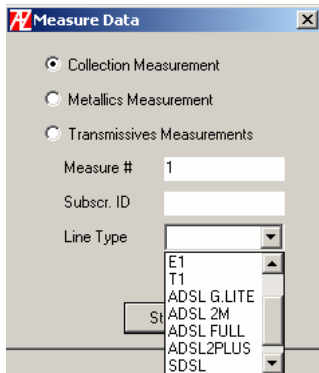 Measure Data
Collection Measurement
Metallics Measurement
Transmissives Measurements
Measure # 1
Subscr. ID
Line Type
E1
T1
ADSL G.LITE
ADSL 2M
ADSL FULL
ADSL2PLUS
SDSL
St